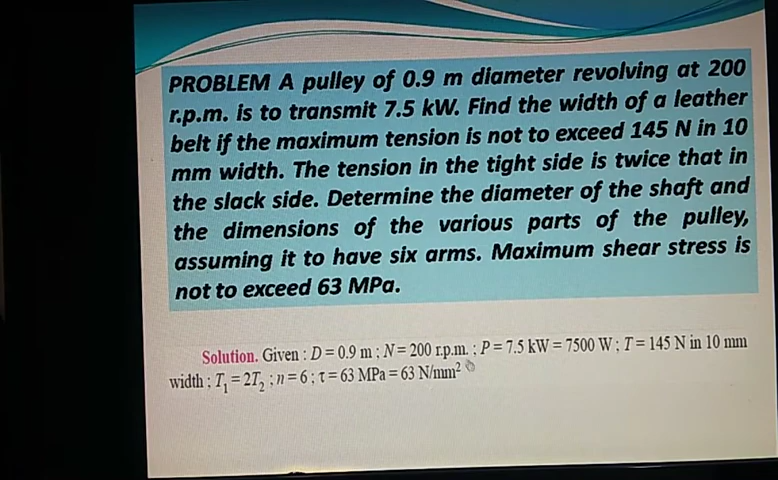 PROBLEM A pulley of 0.9 m diameter revolving at 200
r.p.m. is to transmit 7.5 kW. Find the width of a leather
belt if the maximum tension is not to exceed 145 N in 10
mm width. The tension in the tight side is twice that in
the slack side. Determine the diameter of the shaft and
the dimensions of the various parts of the pulley,
assuming it to have six arms. Maximum shear stress is
not to exceed 63 MPa.
Solution. Given : D = 0.9 m ; N = 200 r.p.m. ; P = 7.5 kW = 7500 W ; T = 145 N in 10 mm
width ; T₁ = 2T₂ ; n = 6 ; τ = 63 MPa = 63 N/mm²